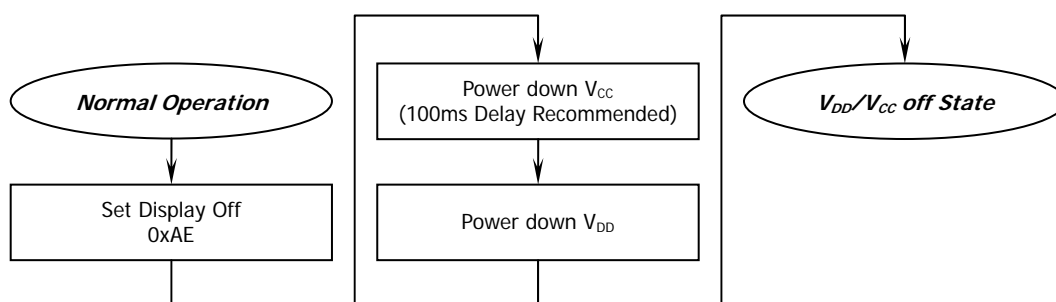 Normal Operation
Set Display Off
0xAE
Power down VCC
(100ms Delay Recommended)
Power down VDD
VDD/VCC off State